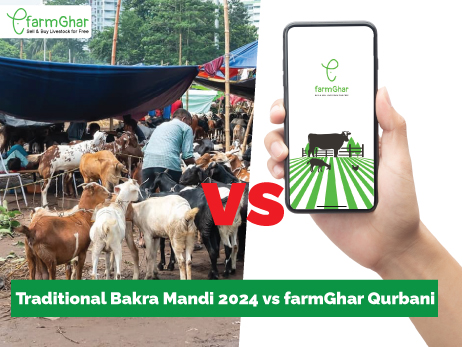 farmGhar
Sell & Buy Livestock for Free
farmGhar
VS
Traditional Bakra Mandi 2024 vs farmGhar Qurbani